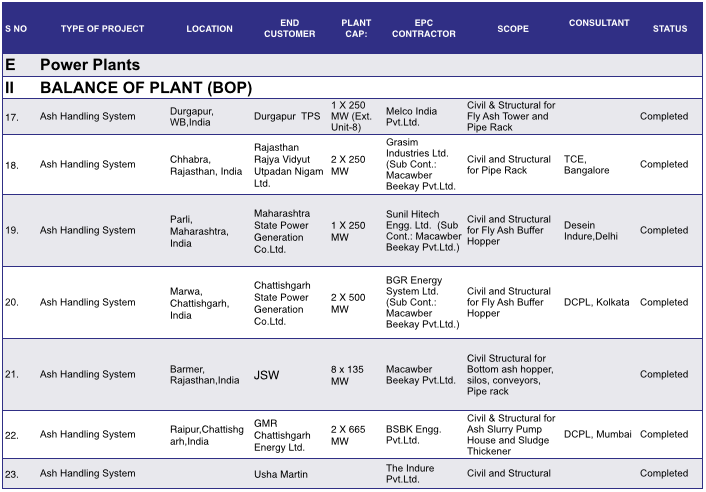 S NO TYPE OF PROJECT LOCATION END CUSTOMER PLANT CAP: EPC CONTRACTOR SCOPE CONSULTANT STATUS
E Power Plants
II BALANCE OF PLANT (BOP)
17. Ash Handling System Durgapur, WB,India Durgapur TPS 1 X 250 MW (Ext. Unit-8) Melco India Pvt.Ltd. Civil & Structural for Fly Ash Tower and Pipe Rack Completed
18. Ash Handling System Chhabra, Rajasthan, India Rajasthan Rajya Vidyut Utpadan Nigam Ltd. 2 X 250 MW Grasim Industries Ltd. (Sub Cont.: Macawber Beekay Pvt.Ltd. Civil and Structural for Pipe Rack TCE, Bangalore Completed
19. Ash Handling System Parli, Maharashtra, India Maharashtra State Power Generation Co.Ltd. 1 X 250 MW Sunil Hitech Engg. Ltd. (Sub Cont.: Macawber Beekay Pvt.Ltd.) Civil and Structural for Fly Ash Buffer Hopper Desein Indure,Delhi Completed
20. Ash Handling System Marwa, Chattishgarh, India Chattishgarh State Power Generation Co.Ltd. 2 X 500 MW BGR Energy System Ltd. (Sub Cont.: Macawber Beekay Pvt.Ltd.) Civil and Structural for Fly Ash Buffer Hopper DCPL, Kolkata Completed
21. Ash Handling System Barmer, Rajasthan,India JSW 8 x 135 MW Macawber Beekay Pvt.Ltd. Civil Structural for Bottom ash hopper, silos, conveyors, Pipe rack Completed
22. Ash Handling System Raipur,Chattishg arh,India GMR Chattishgarh Energy Ltd. 2 X 665 MW BSBK Engg. Pvt.Ltd. Civil & Structural for Ash Slurry Pump House and Sludge Thickener DCPL, Mumbai Completed
23. Ash Handling System Usha Martin The Indure Pvt.Ltd. Civil and Structural Completed